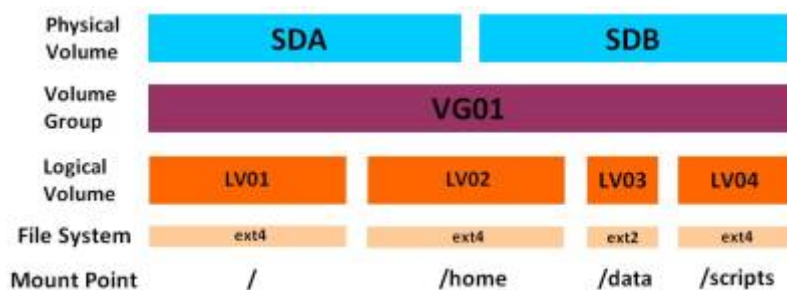 Physical
Volume
SDA SDB
Volume
Group
VG01
Logical
Volume
LV01 LV02 LV03 LV04
File System ext4 ext4 ext2 ext4
Mount Point / /home /data /scripts